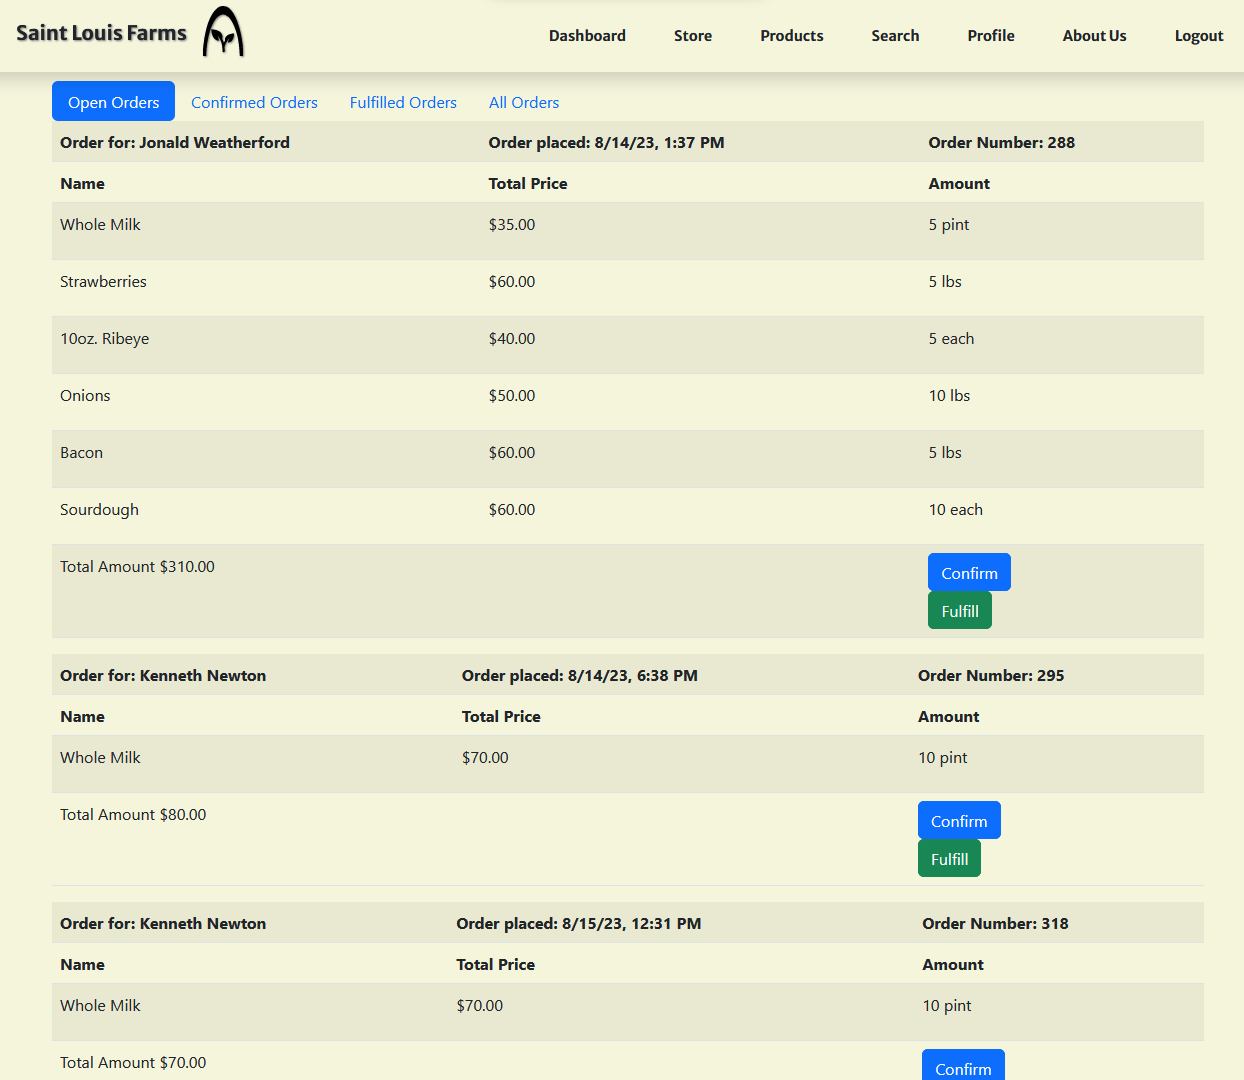 Saint Louis Farms Dashboard Store Products Search Profile About Us Logout
Open Orders Confirmed Orders Fulfilled Orders All Orders
Order for: Jonald Weatherford Order placed: 8/14/23, 1:37 PM Order Number: 288
Name Total Price Amount
Whole Milk $35.00 5 pint
Strawberries $60.00 5 lbs
10oz. Ribeye $40.00 5 each
Onions $50.00 10 lbs
Bacon $60.00 5 lbs
Sourdough $60.00 10 each
Total Amount $310.00 Confirm
Fulfill
Order for: Kenneth Newton Order placed: 8/14/23, 6:38 PM Order Number: 295
Name Total Price Amount
Whole Milk $70.00 10 pint
Total Amount $80.00 Confirm
Fulfill
Order for: Kenneth Newton Order placed: 8/15/23, 12:31 PM Order Number: 318
Name Total Price Amount
Whole Milk $70.00 10 pint
Total Amount $70.00 Confirm